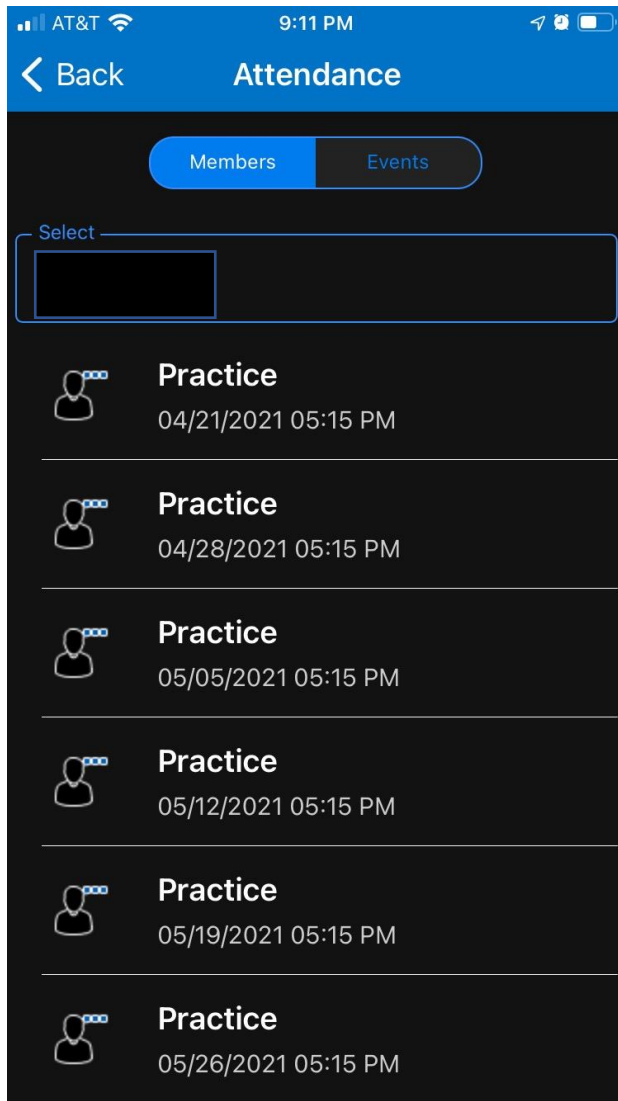 AT&T 9:11 PM
Back Attendance
Members Events
Select
Practice
04/21/2021 05:15 PM
Practice
04/28/2021 05:15 PM
Practice
05/05/2021 05:15 PM
Practice
05/12/2021 05:15 PM
Practice
05/19/2021 05:15 PM
Practice
05/26/2021 05:15 PM